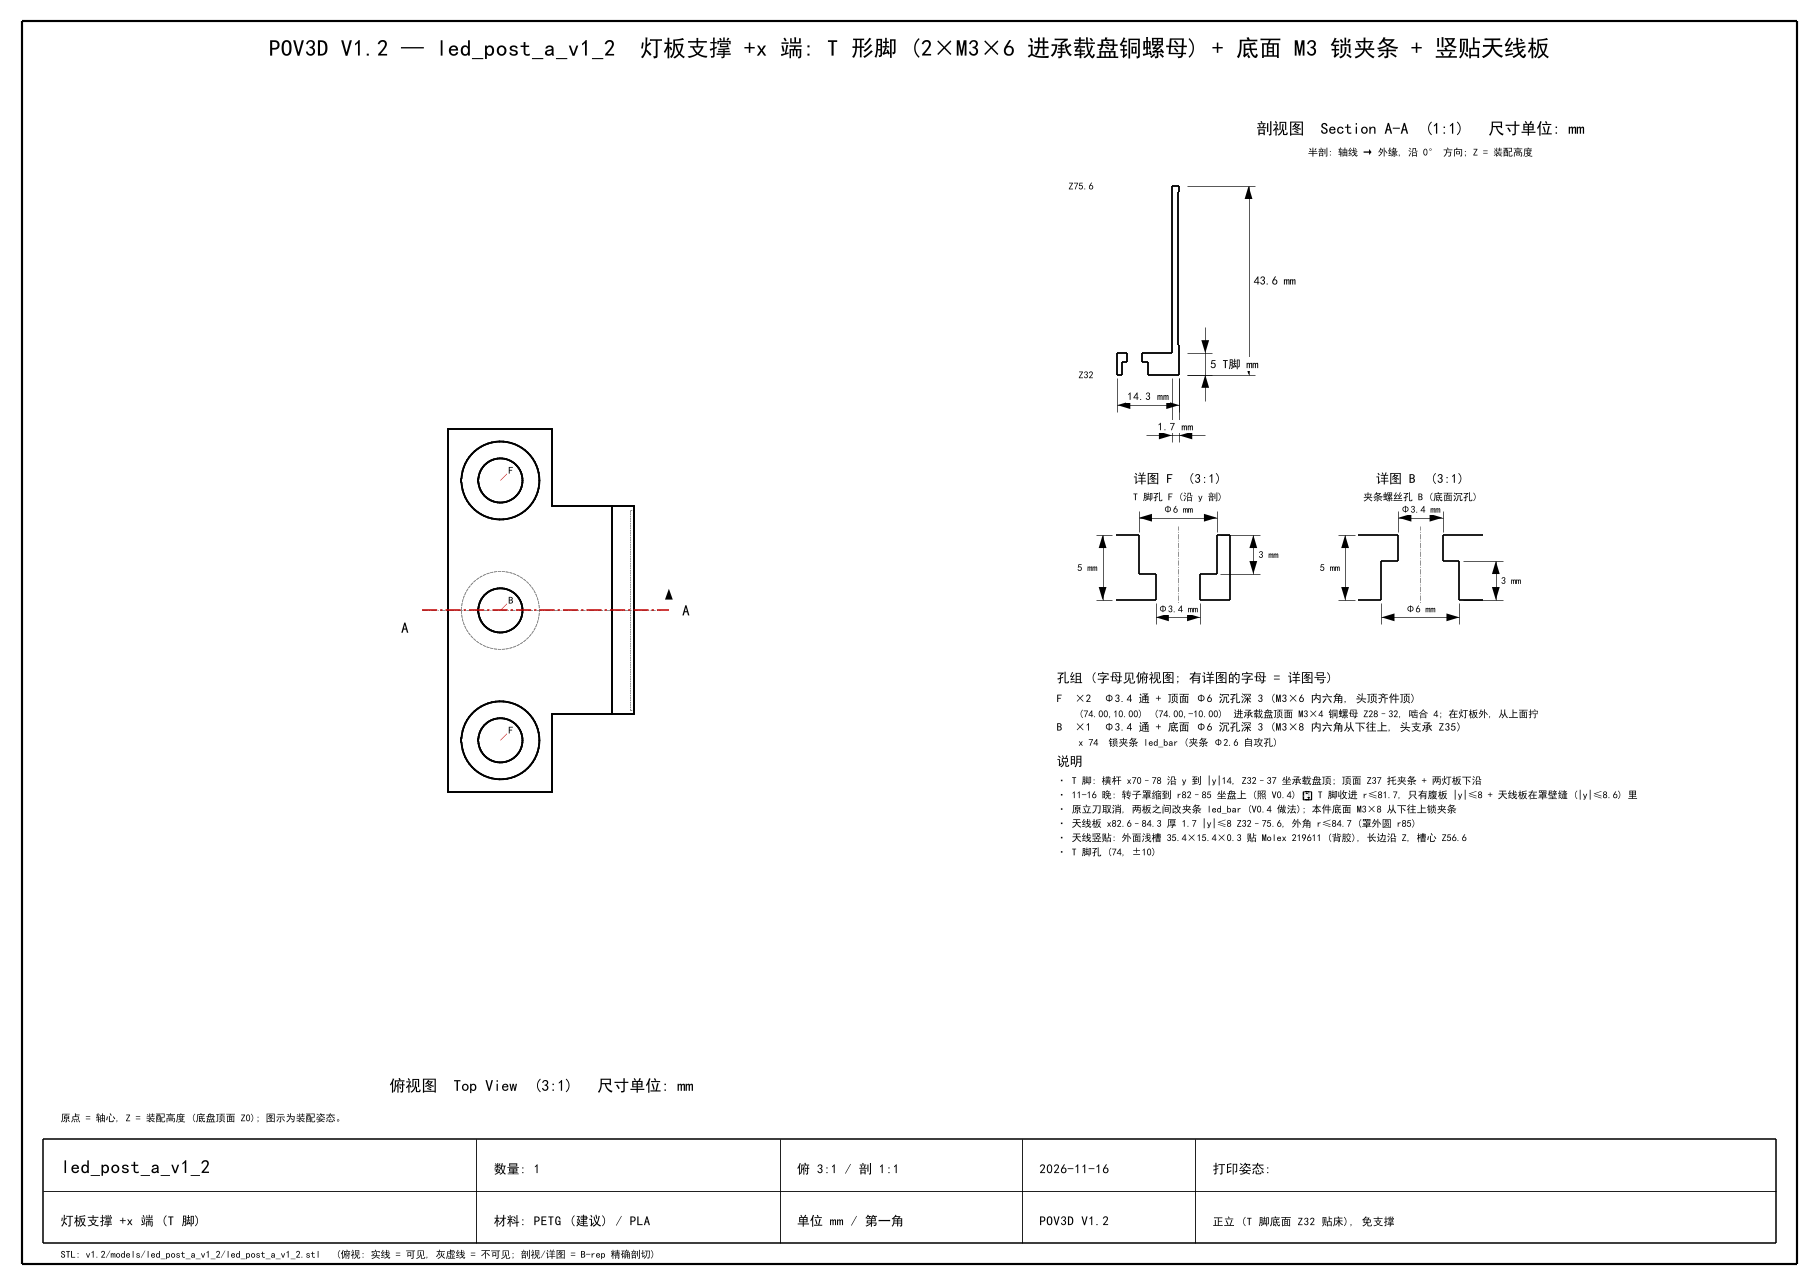 POV3D V1.2 — led_post_a_v1_2  灯板支撑 +x 端: T 形脚 (2×M3×6 进承载盘铜螺母) + 底面 M3 锁夹条 + 竖贴天线板
剖视图  Section A-A  (1:1)   尺寸单位: mm
半剖: 轴线 → 外缘, 沿 0° 方向; Z = 装配高度
Z75.6
43.6 mm
5 T脚 mm
Z32
14.3 mm
1.7 mm
F
B
A
A
F
详图 F  (3:1)
T 脚孔 F (沿 y 剖)
Φ6 mm
5 mm
3 mm
Φ3.4 mm
详图 B  (3:1)
夹条螺丝孔 B (底面沉孔)
Φ3.4 mm
5 mm
3 mm
Φ6 mm
孔组 (字母见俯视图; 有详图的字母 = 详图号)
F  ×2  Φ3.4 通 + 顶面 Φ6 沉孔深 3 (M3×6 内六角, 头顶齐件顶)
(74.00,10.00)  (74.00,-10.00)  进承载盘顶面 M3×4 铜螺母 Z28-32, 啮合 4; 在灯板外, 从上面拧
B  ×1  Φ3.4 通 + 底面 Φ6 沉孔深 3 (M3×8 内六角从下往上, 头支承 Z35)
x 74  锁夹条 led_bar (夹条 Φ2.6 自攻孔)
说明
· T 脚: 横杆 x70-78 沿 y 到 |y|14, Z32-37 坐承载盘顶; 顶面 Z37 托夹条 + 两灯板下沿
· 11-16 晚: 转子罩缩到 r82-85 坐盘上 (照 V0.4) T 脚收进 r≤81.7, 只有腹板 |y|≤8 + 天线板在罩壁缝 (|y|≤8.6) 里
· 原立刀取消, 两板之间改夹条 led_bar (V0.4 做法); 本件底面 M3×8 从下往上锁夹条
· 天线板 x82.6-84.3 厚 1.7 |y|≤8 Z32-75.6, 外角 r≤84.7 (罩外圆 r85)
· 天线竖贴: 外面浅槽 35.4×15.4×0.3 贴 Molex 219611 (背胶), 长边沿 Z, 槽心 Z56.6
· T 脚孔 (74, ±10)
俯视图  Top View  (3:1)   尺寸单位: mm
原点 = 轴心, Z = 装配高度 (底盘顶面 Z0); 图示为装配姿态。
led_post_a_v1_2
数量: 1
俯 3:1 / 剖 1:1
2026-11-16
打印姿态:
灯板支撑 +x 端 (T 脚)
材料: PETG (建议) / PLA
单位 mm / 第一角
POV3D V1.2
正立 (T 脚底面 Z32 贴床), 免支撑
STL: v1.2/models/led_post_a_v1_2/led_post_a_v1_2.stl  (俯视: 实线 = 可见, 灰虚线 = 不可见; 剖视/详图 = B-rep 精确剖切)